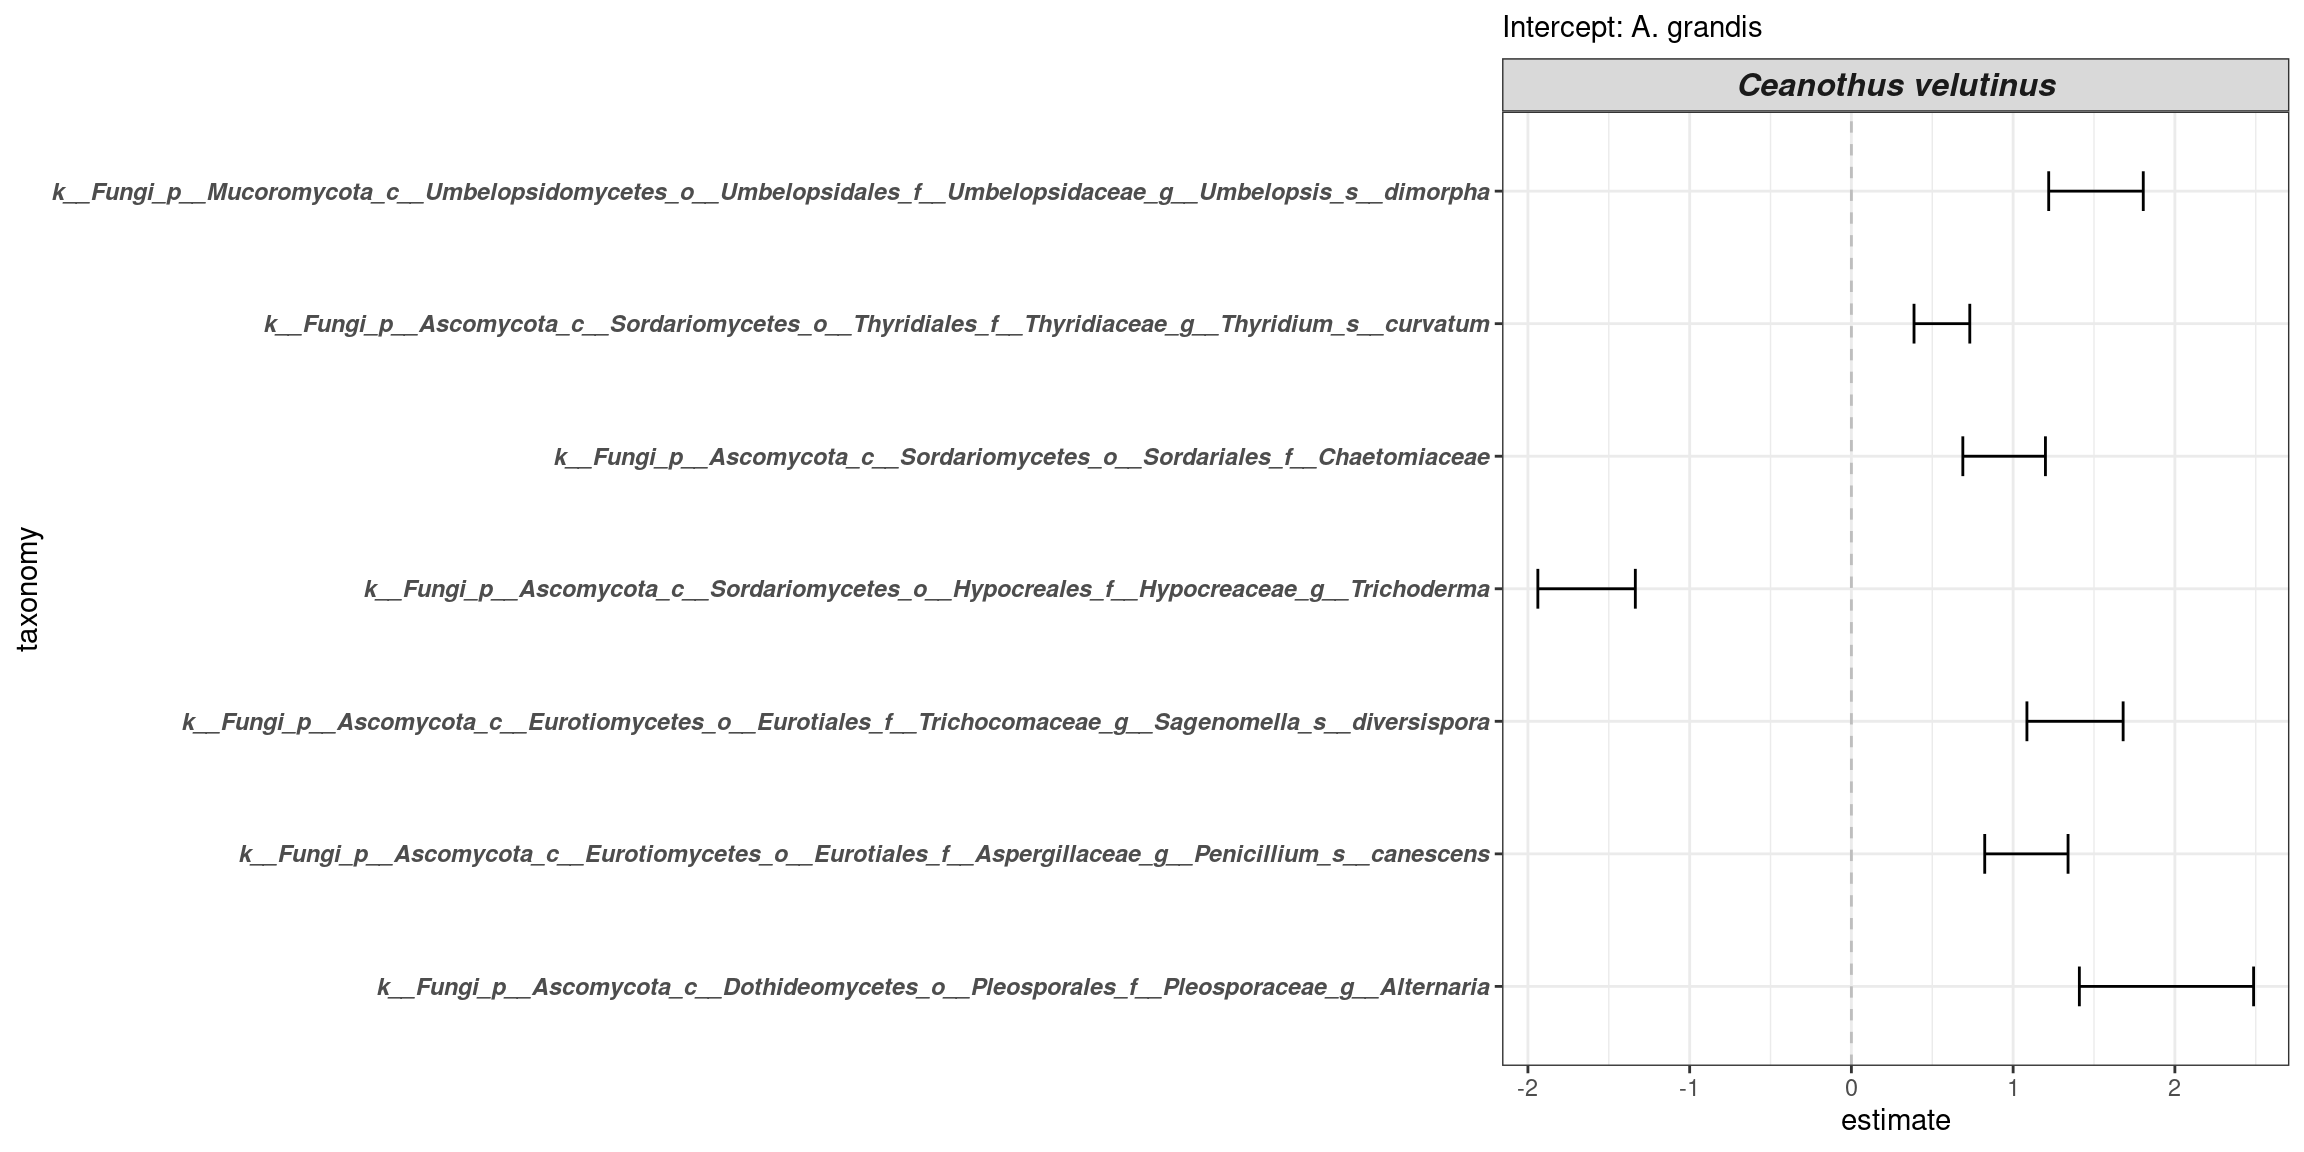 Intercept: A. grandis
Ceanothus velutinus
k__Fungi_p__Mucoromycota_c__Umbelopsidomycetes_o__Umbelopsidales_f__Umbelopsidaceae_g__Umbelopsis_s__dimorpha
k__Fungi_p__Ascomycota_c__Sordariomycetes_o__Thyridiales_f__Thyridiaceae_g__Thyridium_s__curvatum
k__Fungi_p__Ascomycota_c__Sordariomycetes_o__Sordariales_f__Chaetomiaceae
k__Fungi_p__Ascomycota_c__Sordariomycetes_o__Hypocreales_f__Hypocreaceae_g__Trichoderma
k__Fungi_p__Ascomycota_c__Eurotiomycetes_o__Eurotiales_f__Trichocomaceae_g__Sagenomella_s__diversispora
k__Fungi_p__Ascomycota_c__Eurotiomycetes_o__Eurotiales_f__Aspergillaceae_g__Penicillium_s__canescens
k__Fungi_p__Ascomycota_c__Dothideomycetes_o__Pleosporales_f__Pleosporaceae_g__Alternaria
taxonomy
-2 -1 0 1 2
estimate